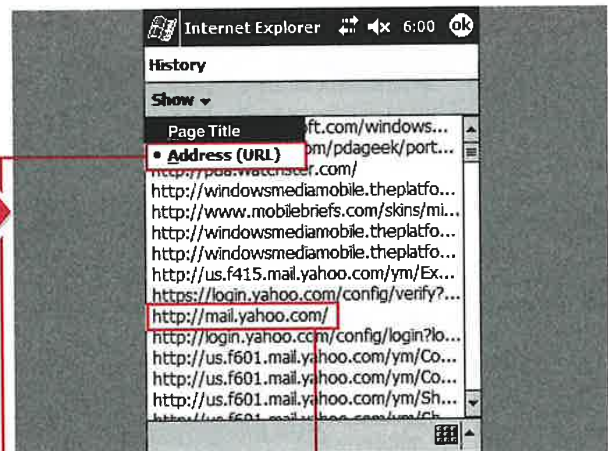 Internet Explorer 6:00 ok
History
Show
Page Title
ft.com/windows...
• Address (URL)
om/pdageek/port...
http://pda.watchster.com/
http://windowsmediamobile.theplatfo...
http://www.mobilebriefs.com/skins/mi...
http://windowsmediamobile.theplatfo...
http://windowsmediamobile.theplatfo...
http://us.f415.mail.yahoo.com/ym/Ex...
https://login.yahoo.com/config/verify?...
http://mail.yahoo.com/
http://login.yahoo.com/config/login?lo...
http://us.f601.mail.yahoo.com/ym/Co...
http://us.f601.mail.yahoo.com/ym/Co...
http://us.f601.mail.yahoo.com/ym/Sh...